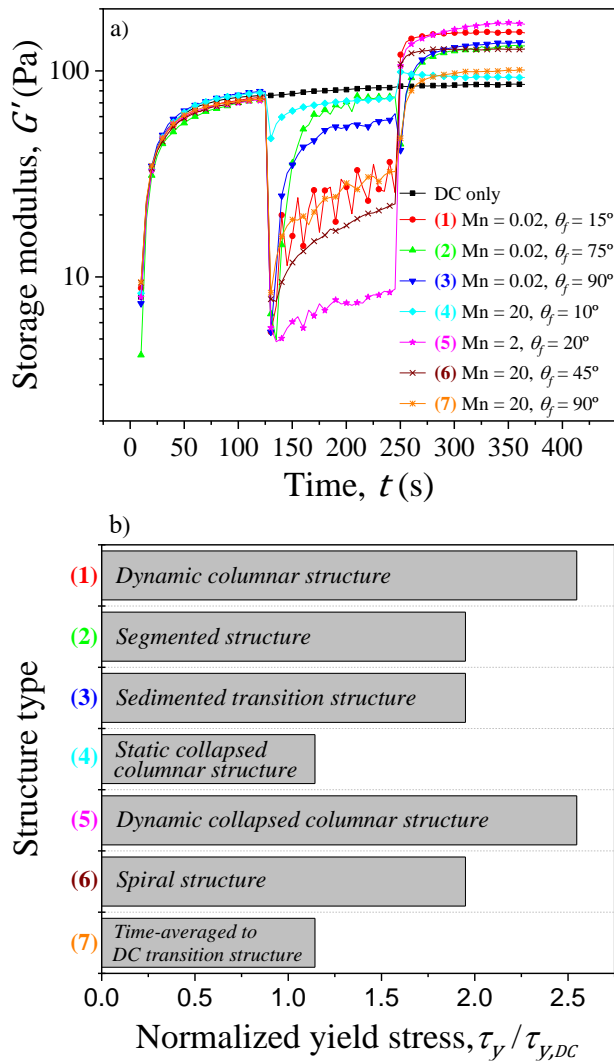 a)
Storage modulus, G′ (Pa)
100
10
DC only
(1) Mn = 0.02, θf = 15º
(2) Mn = 0.02, θf = 75º
(3) Mn = 0.02, θf = 90º
(4) Mn = 20, θf = 10º
(5) Mn = 2, θf = 20º
(6) Mn = 20, θf = 45º
(7) Mn = 20, θf = 90º
0 50 100 150 200 250 300 350 400
Time, t (s)
b)
Structure type
(1) Dynamic columnar structure
(2) Segmented structure
(3) Sedimented transition structure
(4) Static collapsed
columnar structure
(5) Dynamic collapsed columnar structure
(6) Spiral structure
(7) Time-averaged to
DC transition structure
0.0 0.5 1.0 1.5 2.0 2.5
Normalized yield stress, τy / τy,DC